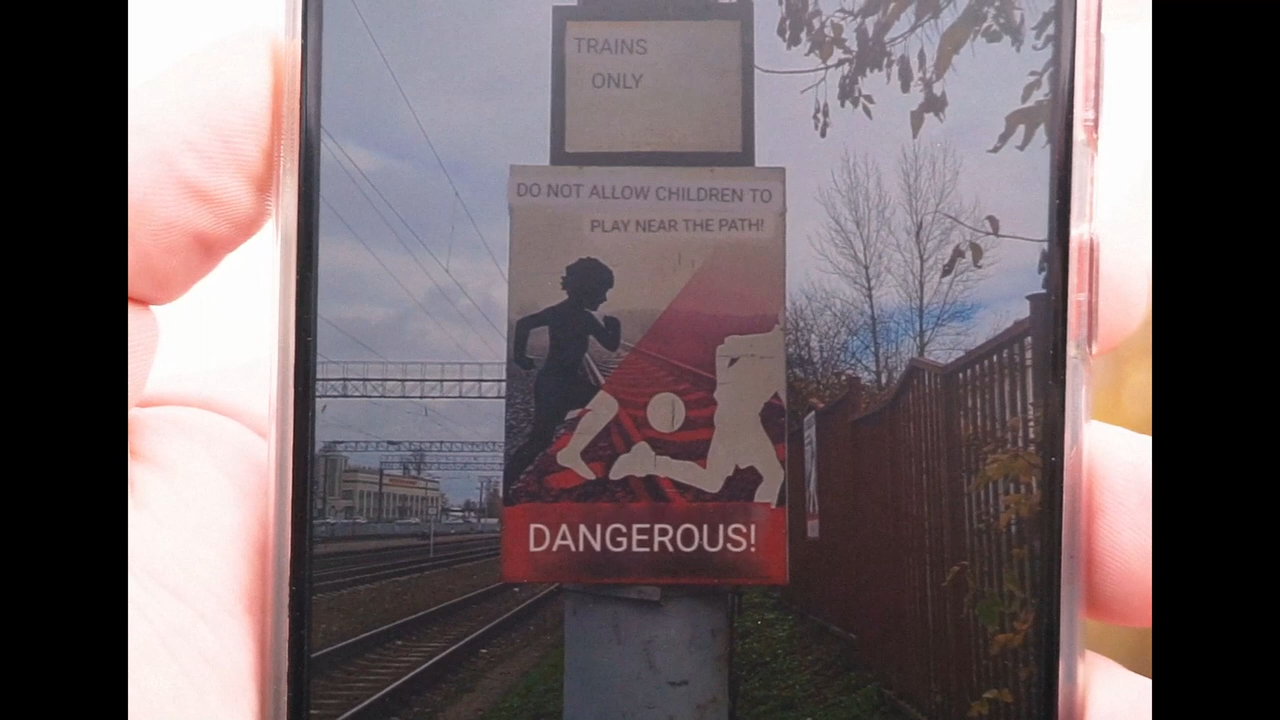 TRAINS
ONLY
DO NOT ALLOW CHILDREN TO
PLAY NEAR THE PATH!
DANGEROUS!